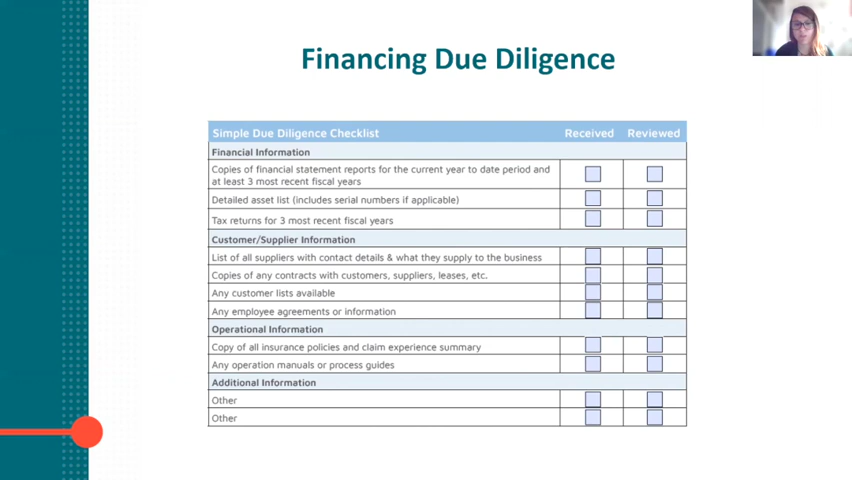 Financing Due Diligence
Simple Due Diligence Checklist Received Reviewed
Financial Information
Copies of financial statement reports for the current year to date period and
at least 3 most recent fiscal years
Detailed asset list (includes serial numbers if applicable)
Tax returns for 3 most recent fiscal years
Customer/Supplier Information
List of all suppliers with contact details & what they supply to the business
Copies of any contracts with customers, suppliers, leases, etc.
Any customer lists available
Any employee agreements or information
Operational Information
Copy of all insurance policies and claim experience summary
Any operation manuals or process guides
Additional Information
Other
Other